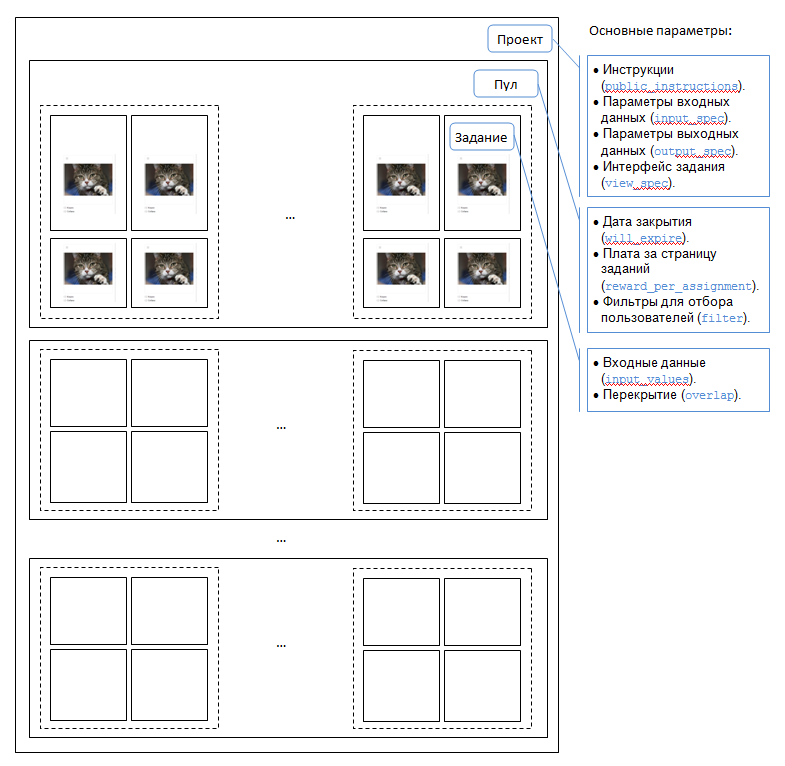 Проект
Основные параметры:
Пул
Задание
• Инструкции
(public_instructions).
• Параметры входных
данных (input_spec).
• Параметры выходных
данных (output_spec).
• Интерфейс задания
(view_spec).
...
...
• Дата закрытия
(will_expire).
• Плата за страницу
заданий
(reward_per_assignment).
• Фильтры для отбора
пользователей (filter).
• Входные данные
(input_values).
• Перекрытие (overlap).
...
...
...